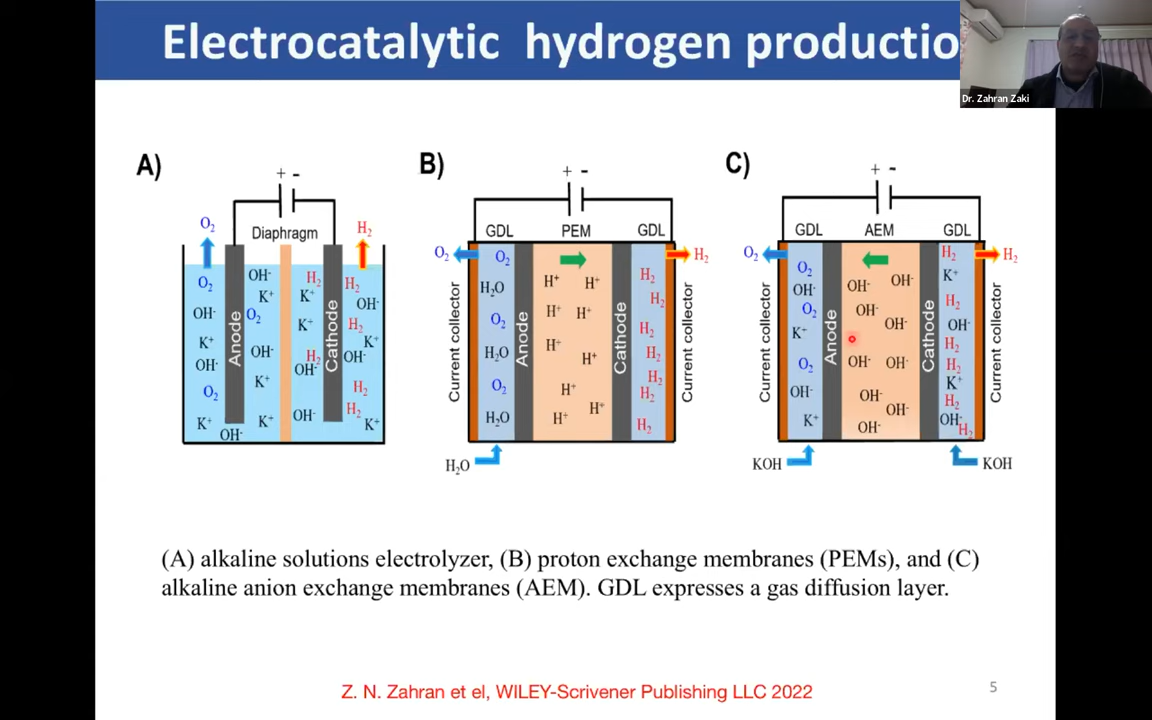 Electrocatalytic hydrogen productio
Dr. Zahran Zaki
A)
+ -
O₂
H₂
Diaphragm
Anode
Cathode
O₂
OH⁻
K⁺
OH⁻
O₂
K⁺
OH⁻
OH⁻
K⁺
O₂
OH⁻
K⁺
K⁺
H₂
K⁺
K⁺
H₂
OH⁻
OH⁻
H₂
OH⁻
H₂
K⁺
OH⁻
H₂
H₂
K⁺
B)
+ -
GDL
PEM
GDL
O₂
H₂
Current collector
Anode
Cathode
Current collector
O₂
H₂O
O₂
H₂O
O₂
H₂O
H⁺
H⁺
H⁺
H⁺
H⁺
H⁺
H⁺
H⁺
H⁺
H₂
H₂
H₂
H₂
H₂
H₂
H₂
H₂O
C)
+ -
GDL
AEM
GDL
O₂
H₂
Current collector
Anode
Cathode
Current collector
O₂
OH⁻
O₂
K⁺
O₂
OH⁻
K⁺
OH⁻
OH⁻
OH⁻
OH⁻
OH⁻
OH⁻
OH⁻
OH⁻
OH⁻
H₂
K⁺
H₂
OH⁻
H₂
H₂
K⁺
H₂
OH⁻
H₂
KOH
KOH
(A) alkaline solutions electrolyzer, (B) proton exchange membranes (PEMs), and (C)
alkaline anion exchange membranes (AEM). GDL expresses a gas diffusion layer.
Z. N. Zahran et el, WILEY-Scrivener Publishing LLC 2022
5